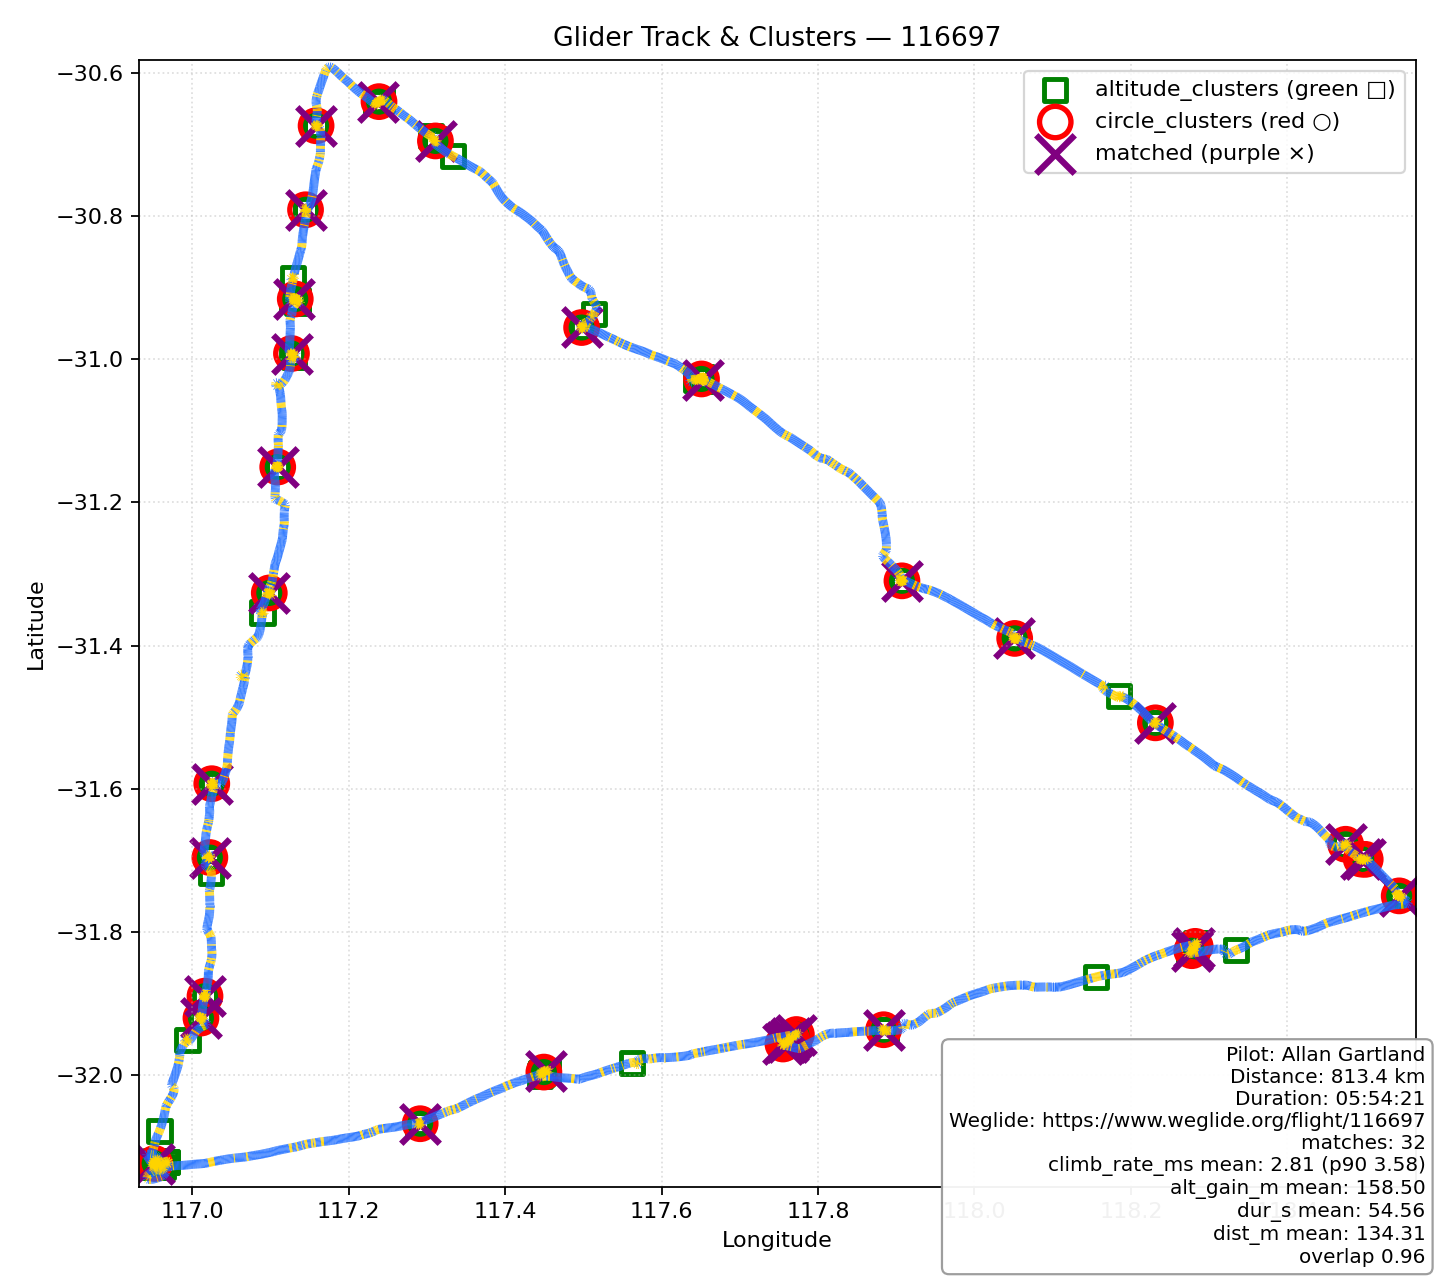 Glider Track & Clusters — 116697
altitude_clusters (green □)
circle_clusters (red ○)
matched (purple ×)
Latitude
−30.6
−30.8
−31.0
−31.2
−31.4
−31.6
−31.8
−32.0
117.0
117.2
117.4
117.6
117.8
118.0
118.2
Longitude
Pilot: Allan Gartland
Distance: 813.4 km
Duration: 05:54:21
Weglide: https://www.weglide.org/flight/116697
matches: 32
climb_rate_ms mean: 2.81 (p90 3.58)
alt_gain_m mean: 158.50
dur_s mean: 54.56
dist_m mean: 134.31
overlap 0.96